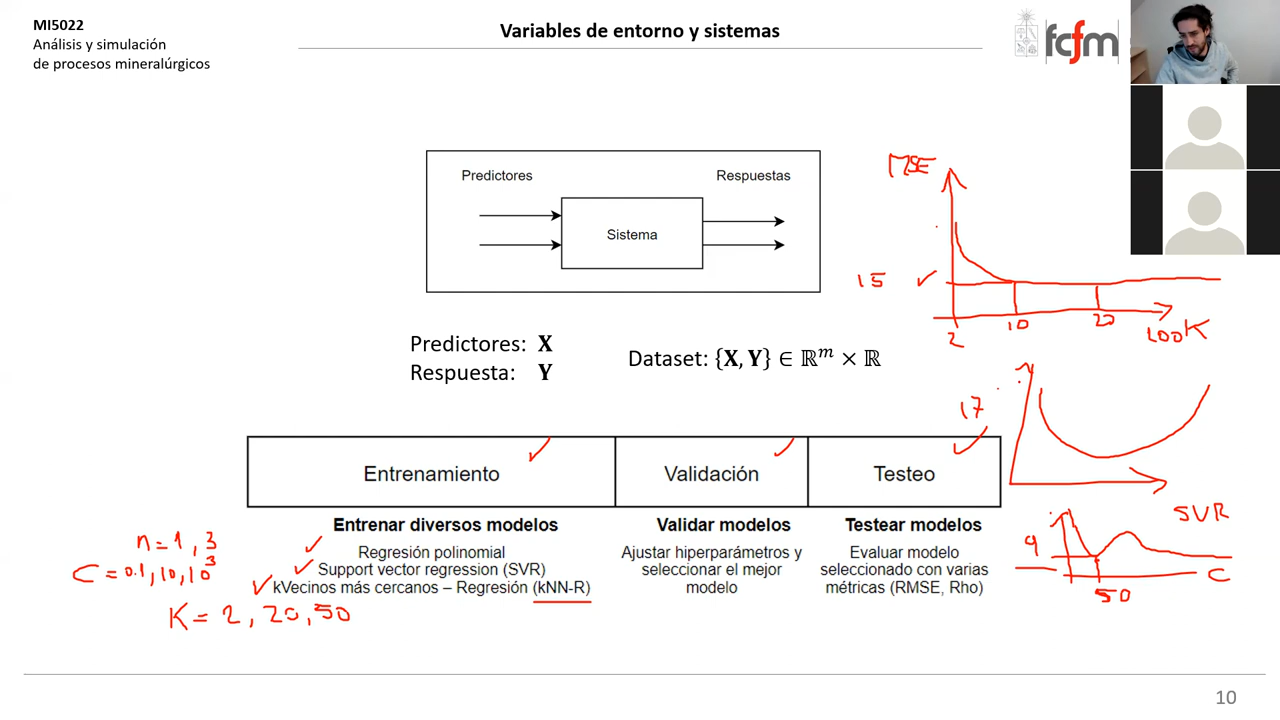 MI5022
Análisis y simulación
de procesos mineralúrgicos
Variables de entorno y sistemas
fcfm
Predictores
Respuestas
Sistema
MSE
15
2
10
20
100K
Predictores: X
Respuesta: Y
Dataset: {X, Y} ∈ ℝᵐ × ℝ
17
Entrenamiento
Validación
Testeo
Entrenar diversos modelos
Regresión polinomial
Support vector regression (SVR)
kVecinos más cercanos – Regresión (kNN-R)
Validar modelos
Ajustar hiperparámetros y
seleccionar el mejor
modelo
Testear modelos
Evaluar modelo
seleccionado con varias
métricas (RMSE, Rho)
n=1, 3
C=0.1, 10, 10³
K=2, 20, 50
SVR
9
50
C
10